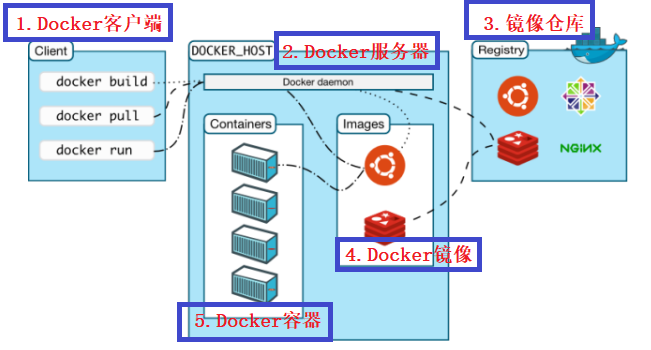 1.Docker客户端
2.Docker服务器
3.镜像仓库
Client
DOCKER_HOST
Registry
docker build
Docker daemon
docker pull
docker run
Containers
Images
NGINX
4.Docker镜像
5.Docker容器